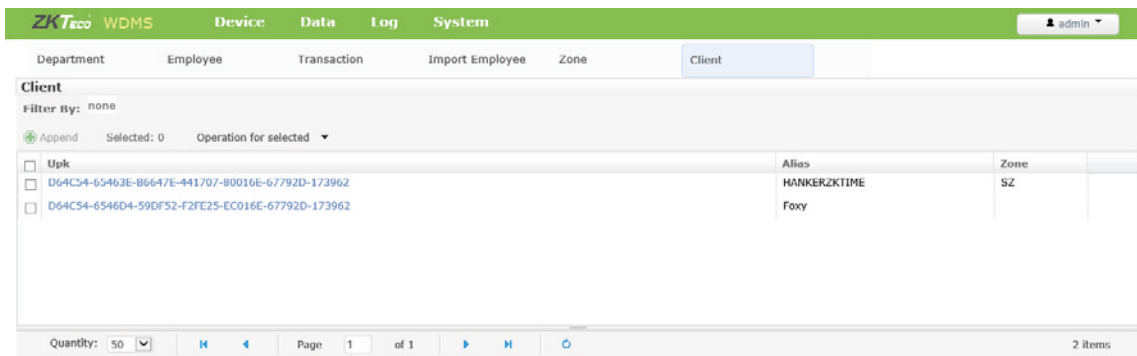 ZKTeco WDMS Device Data Log System admin
Department Employee Transaction Import Employee Zone Client
Client
Filter By: none
Append Selected: 0 Operation for selected
Upk Alias Zone
D64C54-65463E-B6647E-441707-80016E-67792D-173962 HANKERZKTIME SZ
D64C54-6546D4-59DF52-F2FE25-EC016E-67792D-173962 Foxy
Quantity: 50 Page 1 of 1 2 items